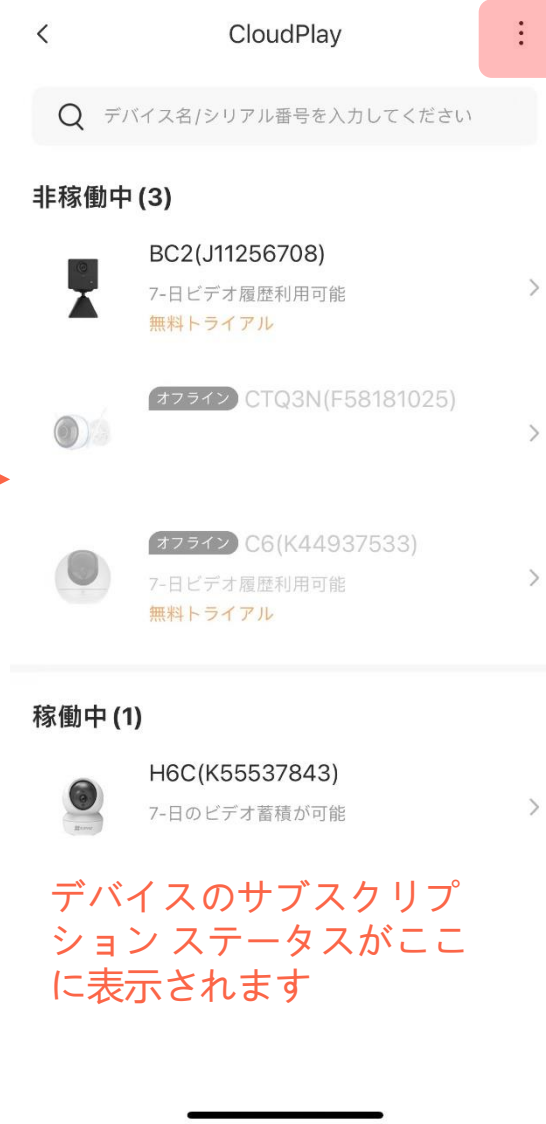 CloudPlay
デバイス名/シリアル番号を入力してください
非稼働中 (3)
BC2(J11256708)
7-日ビデオ履歴利用可能
無料トライアル
オフライン CTQ3N(F58181025)
オフライン C6(K44937533)
7-日ビデオ履歴利用可能
無料トライアル
稼働中 (1)
H6C(K55537843)
7-日のビデオ蓄積が可能
デバイスのサブスクリプ
ション ステータスがここ
に表示されます